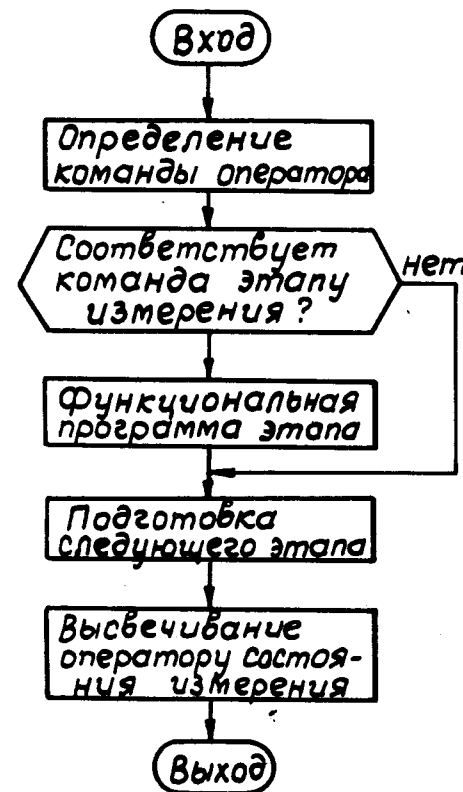 Вход
Определение
команды оператора
Соответствует
команда этапу
измерения?
нет
Функциональная
программа этапа
Подготовка
следующего этапа
Высвечивание
оператору состоя-
ния измерения
Выход